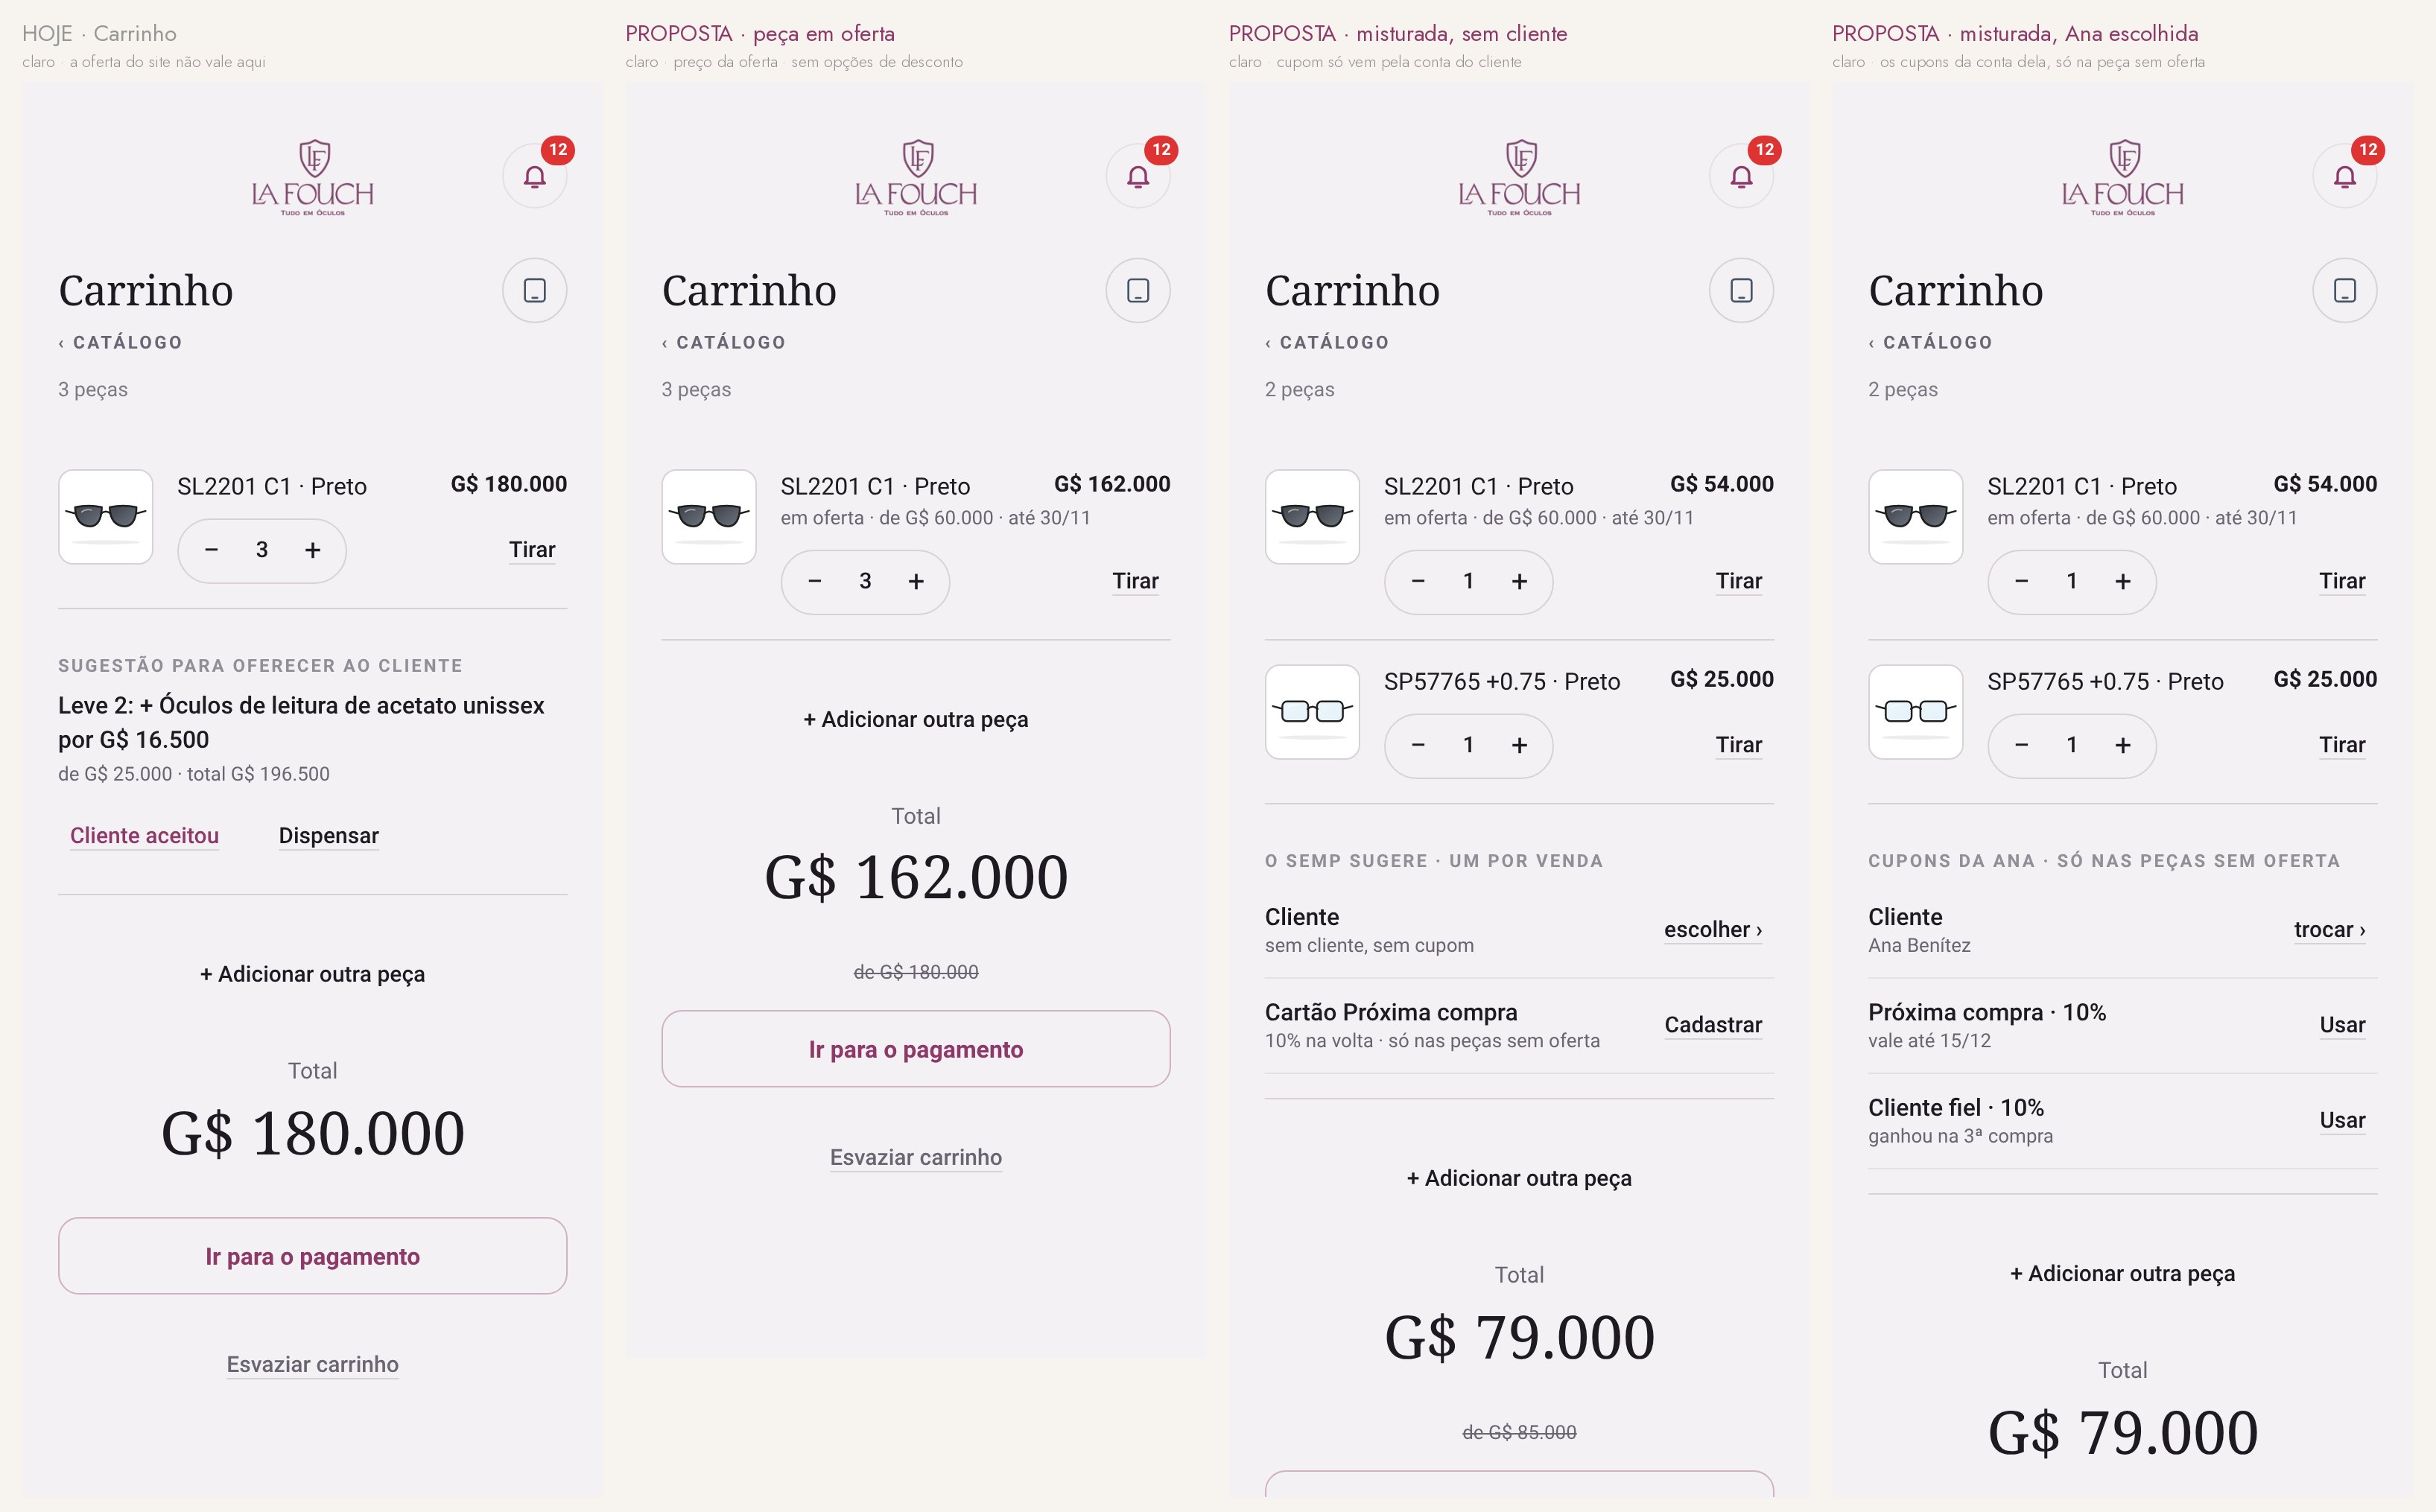 HOJE · Carrinho
claro · a oferta do site não vale aqui
12
LF
LA FOUCH
TUDO EM ÓCULOS
Carrinho
‹ CATÁLOGO
3 peças
SL2201 C1 · Preto
G$ 180.000
− 3 +
Tirar
SUGESTÃO PARA OFERECER AO CLIENTE
Leve 2: + Óculos de leitura de acetato unissex
por G$ 16.500
de G$ 25.000 · total G$ 196.500
Cliente aceitou
Dispensar
+ Adicionar outra peça
Total
G$ 180.000
Ir para o pagamento
Esvaziar carrinho
PROPOSTA · peça em oferta
claro · preço da oferta · sem opções de desconto
12
LF
LA FOUCH
TUDO EM ÓCULOS
Carrinho
‹ CATÁLOGO
3 peças
SL2201 C1 · Preto
G$ 162.000
em oferta · de G$ 60.000 · até 30/11
− 3 +
Tirar
+ Adicionar outra peça
Total
G$ 162.000
de G$ 180.000
Ir para o pagamento
Esvaziar carrinho
PROPOSTA · misturada, sem cliente
claro · cupom só vem pela conta do cliente
12
LF
LA FOUCH
TUDO EM ÓCULOS
Carrinho
‹ CATÁLOGO
2 peças
SL2201 C1 · Preto
G$ 54.000
em oferta · de G$ 60.000 · até 30/11
− 1 +
Tirar
SP57765 +0.75 · Preto
G$ 25.000
− 1 +
Tirar
O SEMP SUGERE · UM POR VENDA
Cliente
sem cliente, sem cupom
escolher ›
Cartão Próxima compra
10% na volta · só nas peças sem oferta
Cadastrar
+ Adicionar outra peça
Total
G$ 79.000
de G$ 85.000
PROPOSTA · misturada, Ana escolhida
claro · os cupons da conta dela, só na peça sem oferta
12
LF
LA FOUCH
TUDO EM ÓCULOS
Carrinho
‹ CATÁLOGO
2 peças
SL2201 C1 · Preto
G$ 54.000
em oferta · de G$ 60.000 · até 30/11
− 1 +
Tirar
SP57765 +0.75 · Preto
G$ 25.000
− 1 +
Tirar
CUPONS DA ANA · SÓ NAS PEÇAS SEM OFERTA
Cliente
Ana Benítez
trocar ›
Próxima compra · 10%
vale até 15/12
Usar
Cliente fiel · 10%
ganhou na 3ª compra
Usar
+ Adicionar outra peça
Total
G$ 79.000